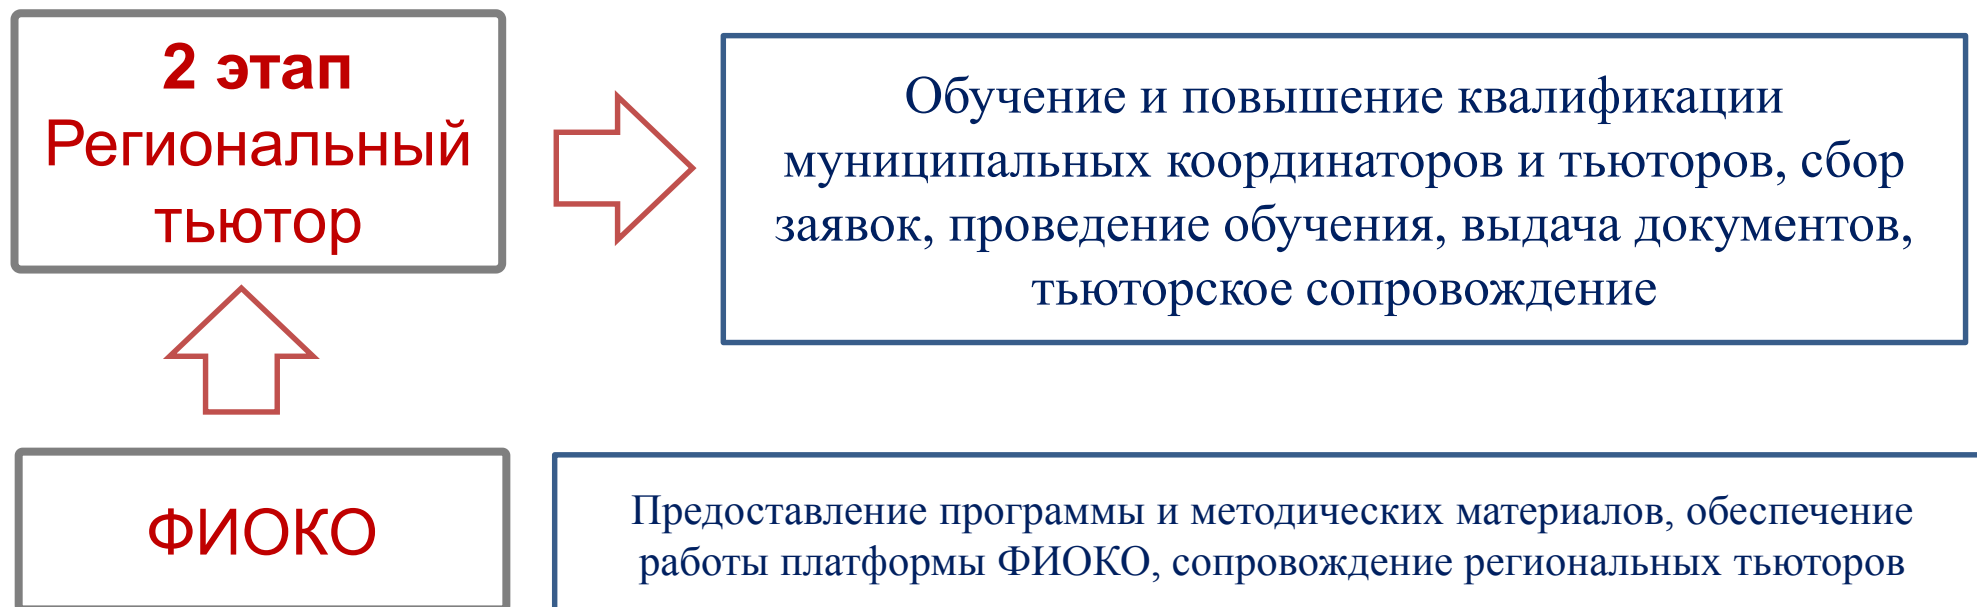 2 этап
Региональный
тьютор
Обучение и повышение квалификации
муниципальных координаторов и тьюторов, сбор
заявок, проведение обучения, выдача документов,
тьюторское сопровождение
ФИОКО
Предоставление программы и методических материалов, обеспечение
работы платформы ФИОКО, сопровождение региональных тьюторов